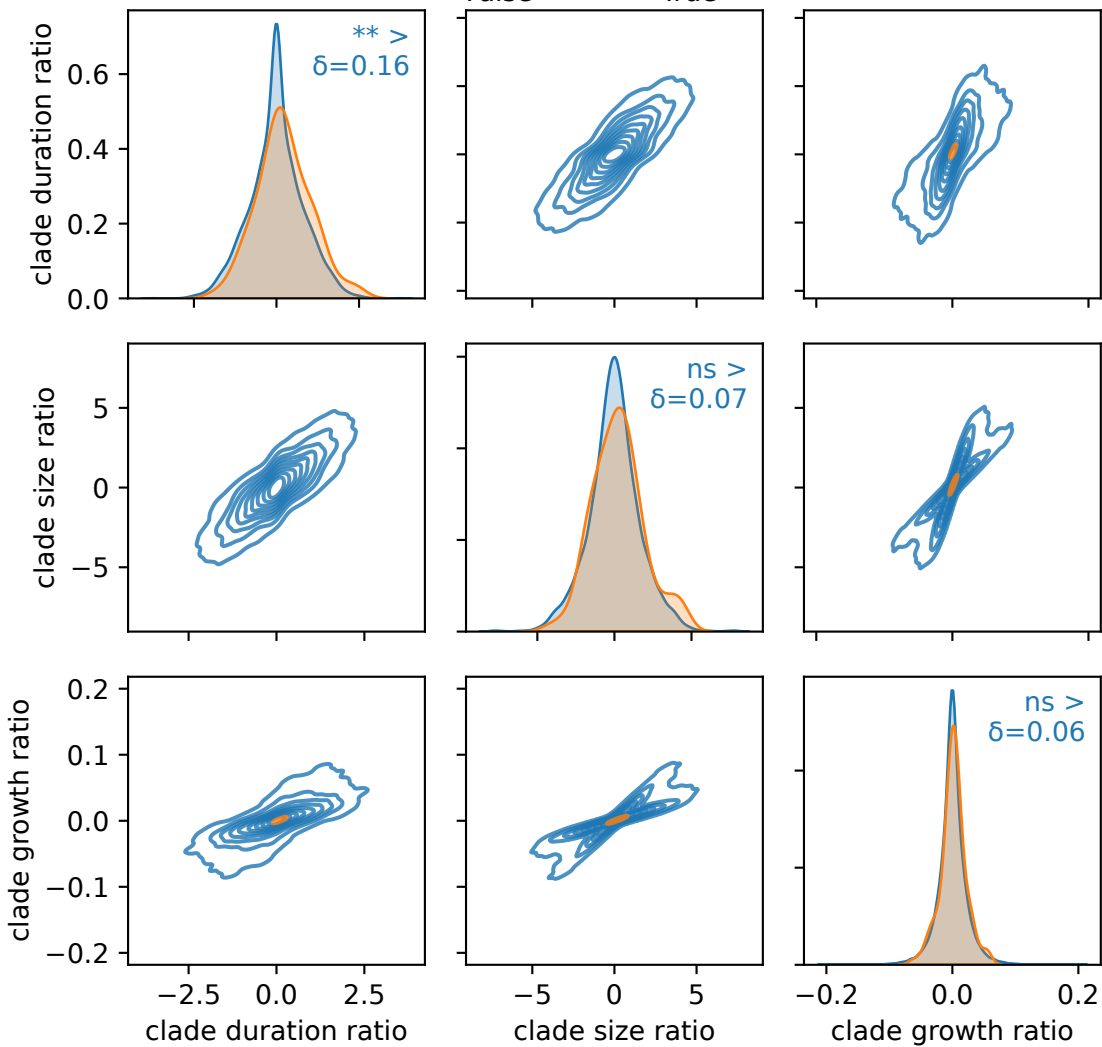 clade duration ratio
0.6
0.4
0.2
0.0
** >
δ=0.16
clade size ratio
5
0
−5
ns >
δ=0.07
clade growth ratio
0.2
0.1
0.0
−0.1
−0.2
ns >
δ=0.06
−2.5 0.0 2.5
−5 0 5
−0.2 0.0 0.2
clade duration ratio
clade size ratio
clade growth ratio